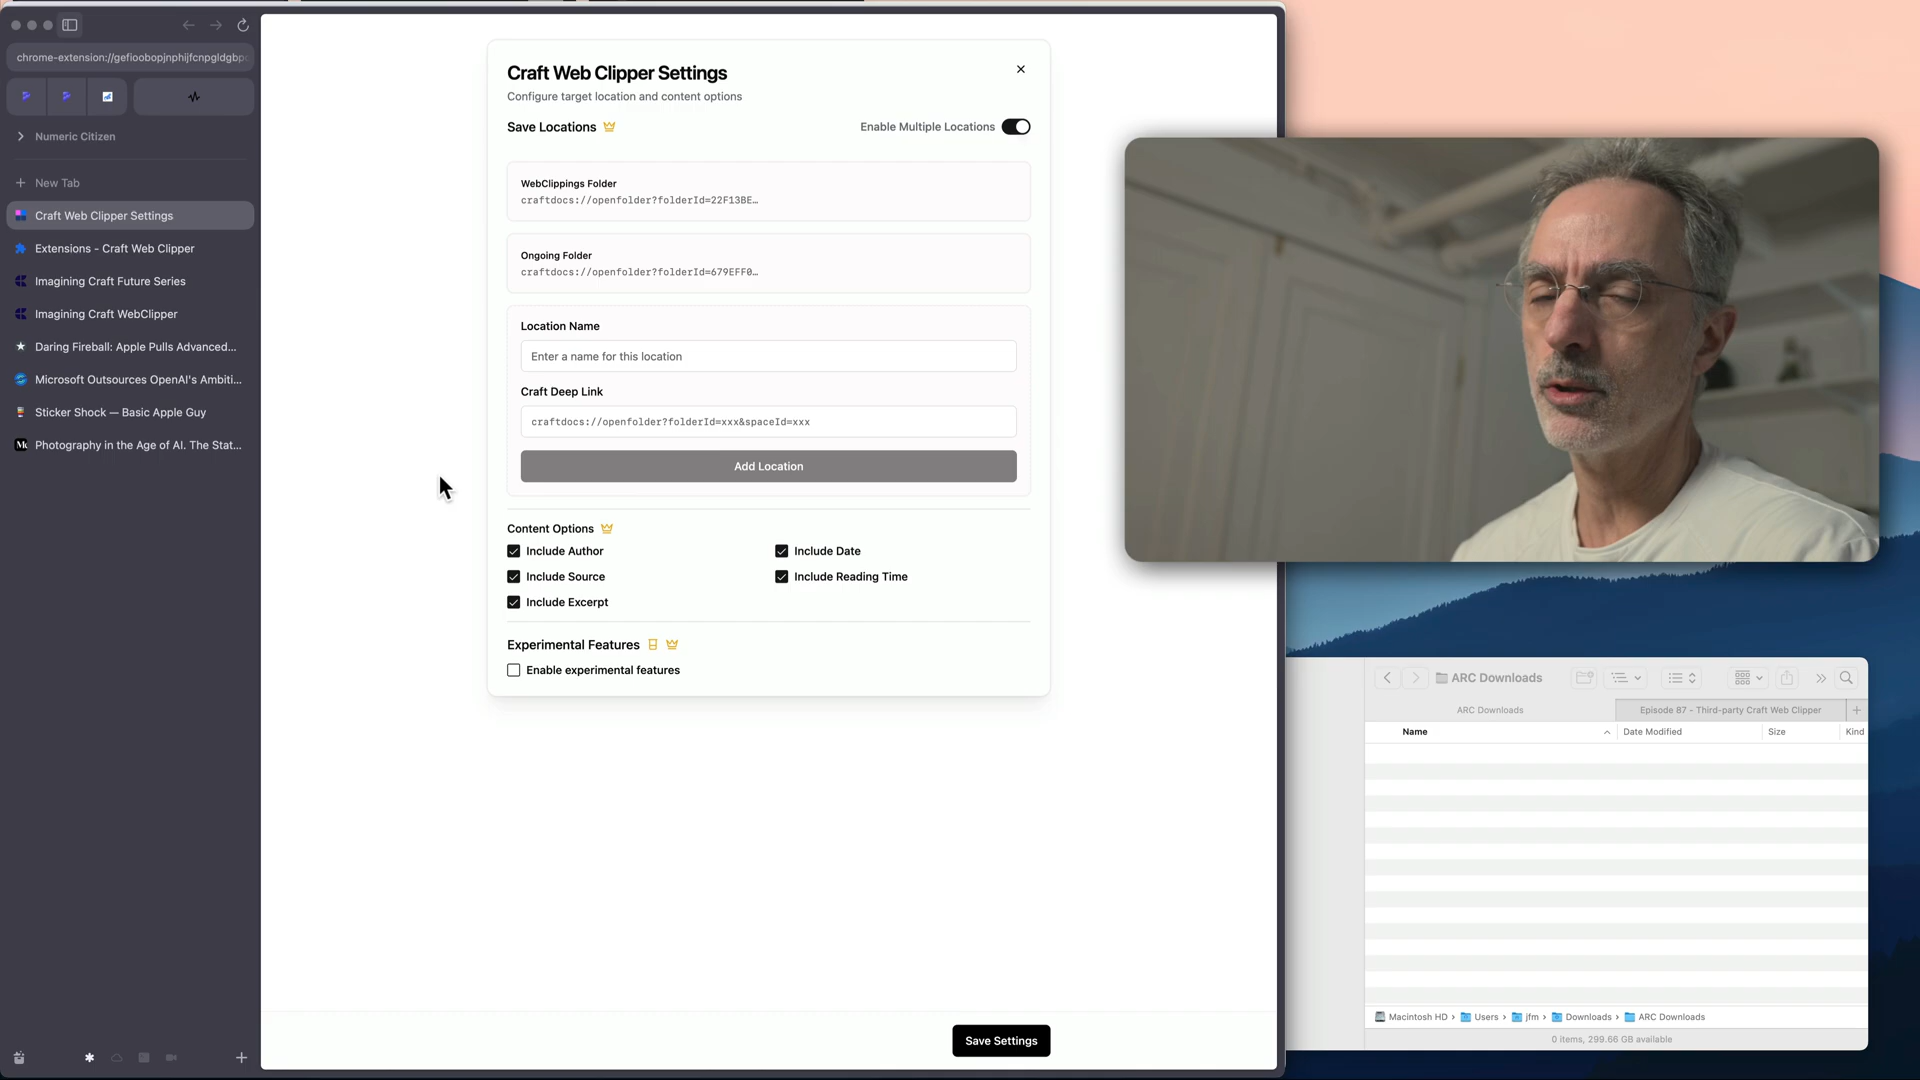 chrome-extension://gefioobopjnphijfcnpgldgbpc
Numeric Citizen
New Tab
Craft Web Clipper Settings
Extensions - Craft Web Clipper
Imagining Craft Future Series
Imagining Craft WebClipper
Daring Fireball: Apple Pulls Advanced...
Microsoft Outsources OpenAI's Ambiti...
Sticker Shock — Basic Apple Guy
Photography in the Age of AI. The Stat...
Craft Web Clipper Settings
Configure target location and content options
Save Locations
Enable Multiple Locations
WebClippings Folder
craftdocs://openfolder?folderId=22F13BE…
Ongoing Folder
craftdocs://openfolder?folderId=679EFF0…
Location Name
Enter a name for this location
Craft Deep Link
craftdocs://openfolder?folderId=xxx&spaceId=xxx
Add Location
Content Options
Include Author
Include Date
Include Source
Include Reading Time
Include Excerpt
Experimental Features
Enable experimental features
Save Settings
ARC Downloads
ARC Downloads
Episode 87 - Third-party Craft Web Clipper
Name Date Modified Size Kind
Macintosh HD › Users › jfm › Downloads › ARC Downloads
0 items, 299.66 GB available